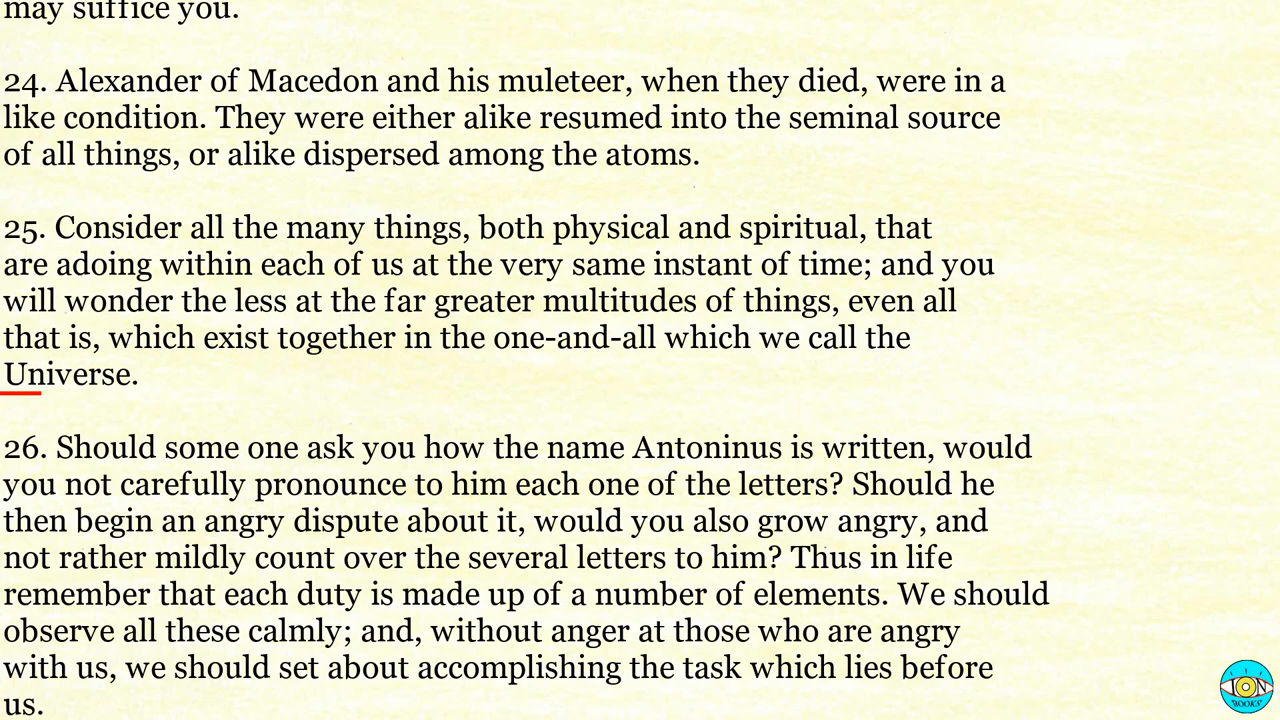 may suffice you.
24. Alexander of Macedon and his muleteer, when they died, were in a
like condition. They were either alike resumed into the seminal source
of all things, or alike dispersed among the atoms.
25. Consider all the many things, both physical and spiritual, that
are adoing within each of us at the very same instant of time; and you
will wonder the less at the far greater multitudes of things, even all
that is, which exist together in the one-and-all which we call the
Universe.
26. Should some one ask you how the name Antoninus is written, would
you not carefully pronounce to him each one of the letters? Should he
then begin an angry dispute about it, would you also grow angry, and
not rather mildly count over the several letters to him? Thus in life
remember that each duty is made up of a number of elements. We should
observe all these calmly; and, without anger at those who are angry
with us, we should set about accomplishing the task which lies before
us.
ION
BOOKS